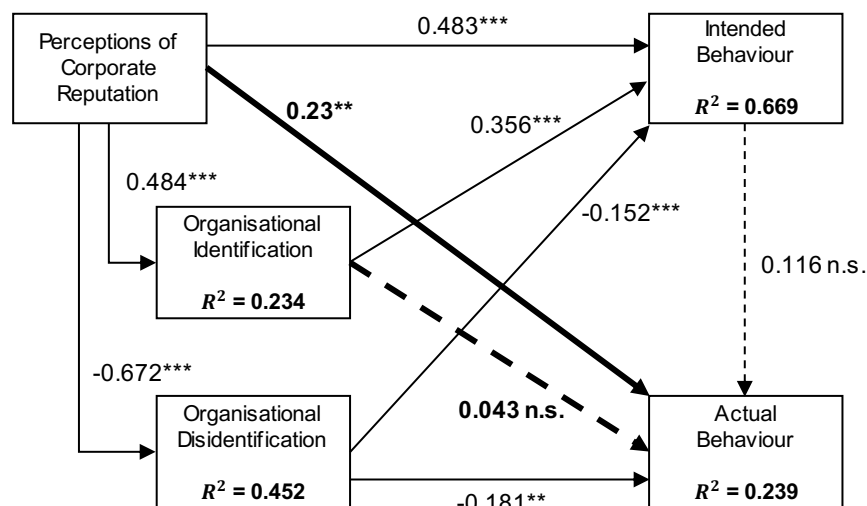 Perceptions of
Corporate
Reputation
0.483***
Intended
Behaviour
R² = 0.669
0.23**
0.356***
0.484***
-0.152***
Organisational
Identification
R² = 0.234
0.116 n.s.
-0.672***
0.043 n.s.
Organisational
Disidentification
R² = 0.452
-0.181**
Actual
Behaviour
R² = 0.239